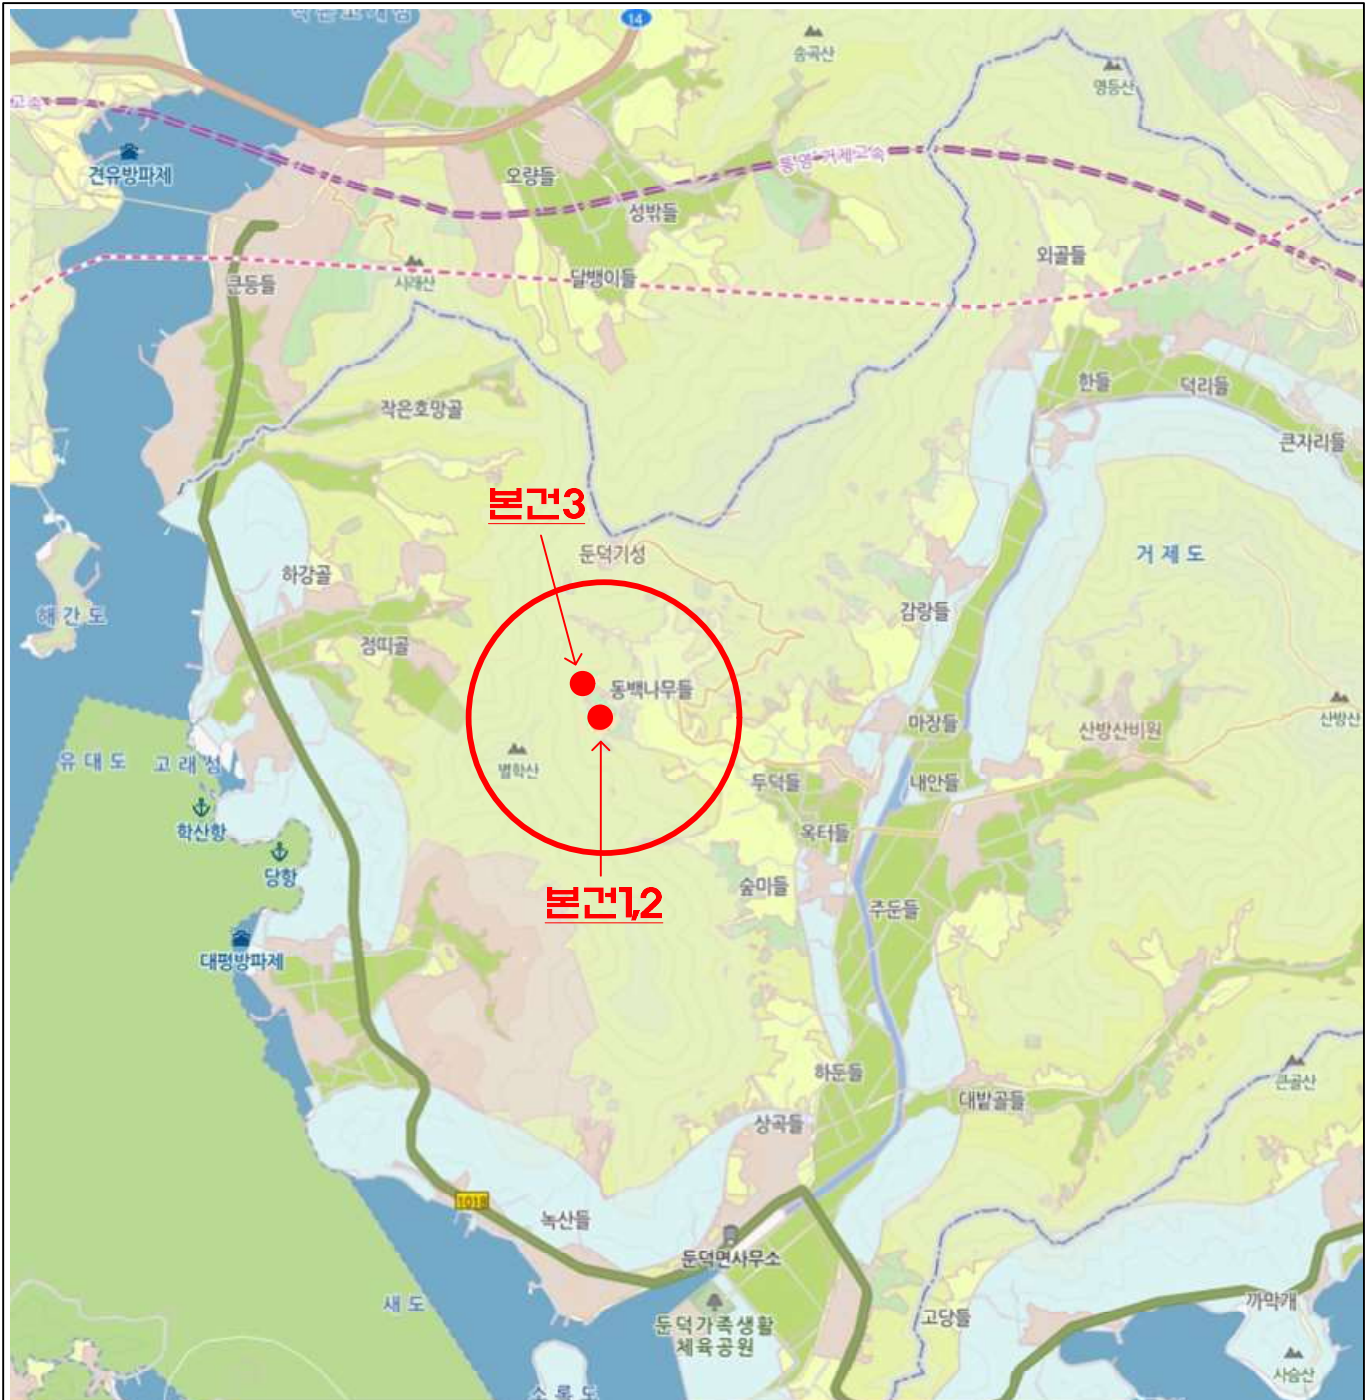 14
송곡산
영등산
고속
통영~거제고속
견유방파제
오량들
성밖들
외골들
큰등들
시래산
달뱅이들
한들
덕리들
작은호망골
큰자리들
본건3
둔덕기성
거제도
하강골
해간도
감랑들
점띠골
동백나무들
마장들
산방산비원
산방산
유대도
고래섬
별학산
두덕들
내안들
학산항
옥터들
당항
숲미들
본건1,2
주둔들
대평방파제
하둔들
큰골산
대밭골들
상곡들
1018
녹산들
둔덕면사무소
새도
까막개
둔덕가족생활
체육공원
고당들
사슴산
소록도